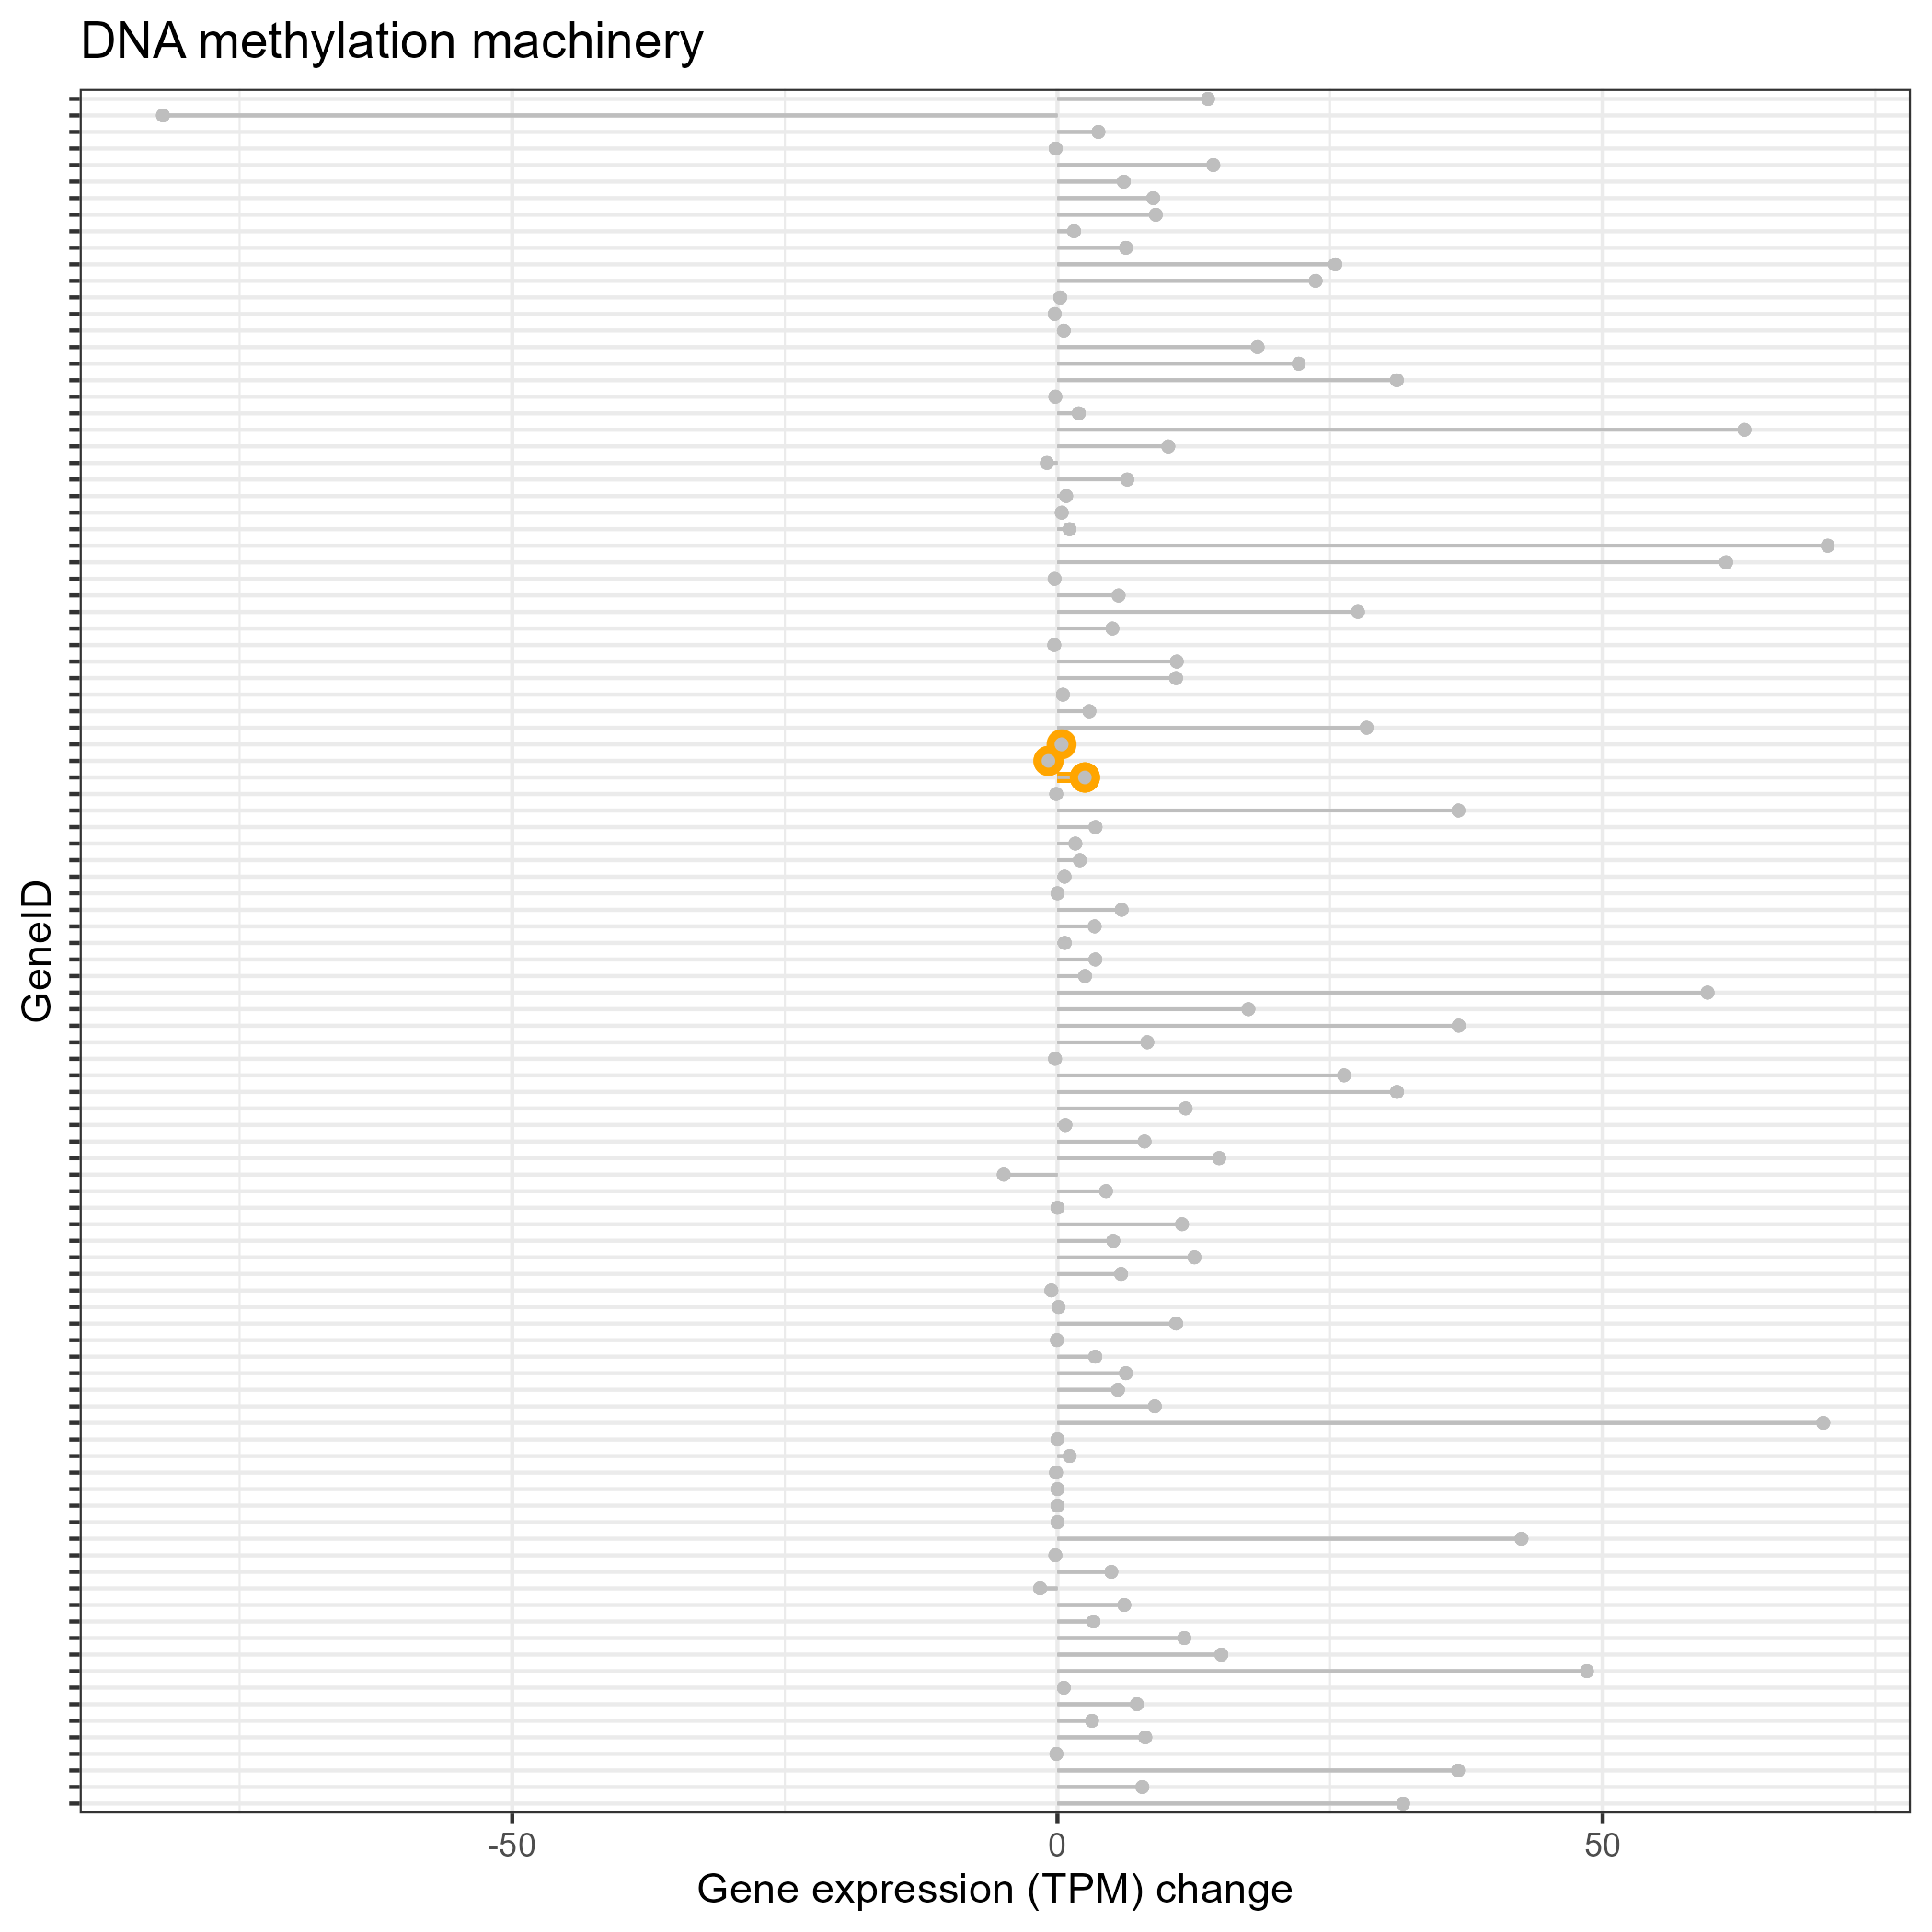 DNA methylation machinery
GeneID
-50
0
50
Gene expression (TPM) change